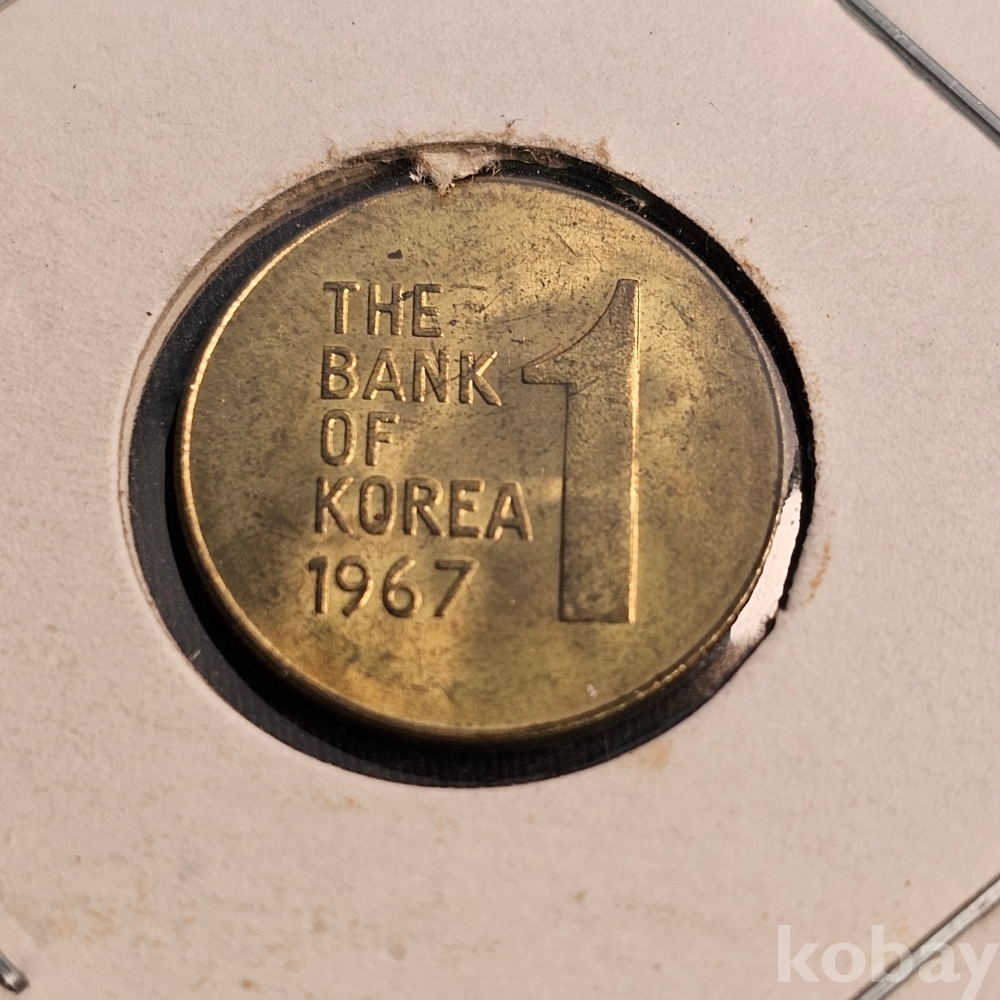 THE
BANK
OF
KOREA
1967
1
kobay